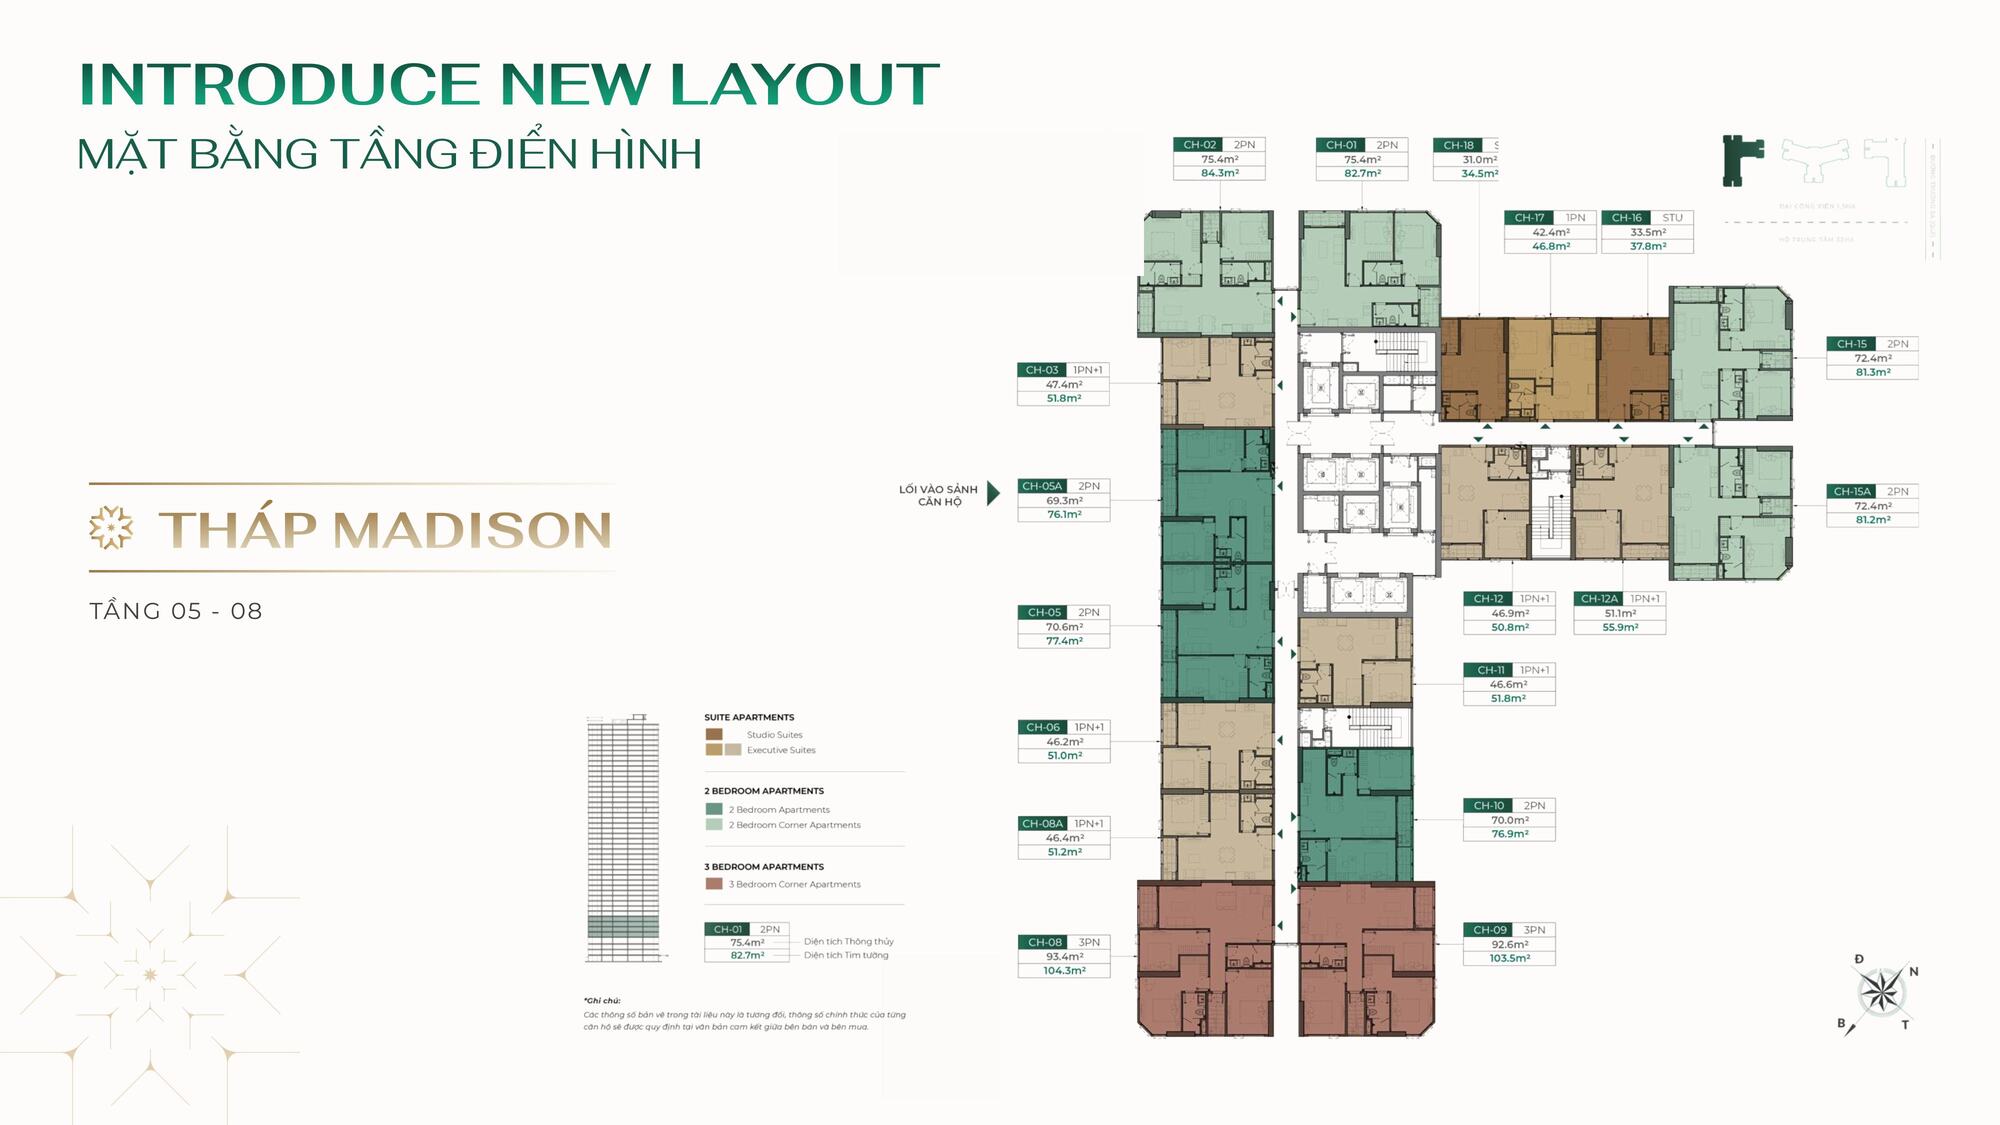 INTRODUCE NEW LAYOUT
MẶT BẰNG TẦNG ĐIỂN HÌNH
THÁP MADISON
TẦNG 05 - 08
CH-02 2PN
75.4m²
84.3m²
CH-01 2PN
75.4m²
82.7m²
CH-18 S
31.0m²
34.5m²
CH-17 1PN
42.4m²
46.8m²
CH-16 STU
33.5m²
37.8m²
ĐẠI CÔNG VIÊN 1,5HA
HỒ TRUNG TÂM 32HA
CH-15 2PN
72.4m²
81.3m²
CH-03 1PN+1
47.4m²
51.8m²
LỐI VÀO SẢNH
CĂN HỘ
CH-05A 2PN
69.3m²
76.1m²
CH-15A 2PN
72.4m²
81.2m²
CH-05 2PN
70.6m²
77.4m²
CH-12 1PN+1
46.9m²
50.8m²
CH-12A 1PN+1
51.1m²
55.9m²
CH-11 1PN+1
46.6m²
51.8m²
CH-06 1PN+1
46.2m²
51.0m²
CH-08A 1PN+1
46.4m²
51.2m²
CH-10 2PN
70.0m²
76.9m²
CH-08 3PN
93.4m²
104.3m²
CH-09 3PN
92.6m²
103.5m²
SUITE APARTMENTS
Studio Suites
Executive Suites
2 BEDROOM APARTMENTS
2 Bedroom Apartments
2 Bedroom Corner Apartments
3 BEDROOM APARTMENTS
3 Bedroom Corner Apartments
CH-01 2PN
75.4m² Diện tích Thông thủy
82.7m² Diện tích Tim tường
*Ghi chú:
Các thông số bản vẽ trong tài liệu này là tương đối, thông số chính thức của từng
căn hộ sẽ được quy định tại văn bản cam kết giữa bên bán và bên mua.
Đ
N
B
T